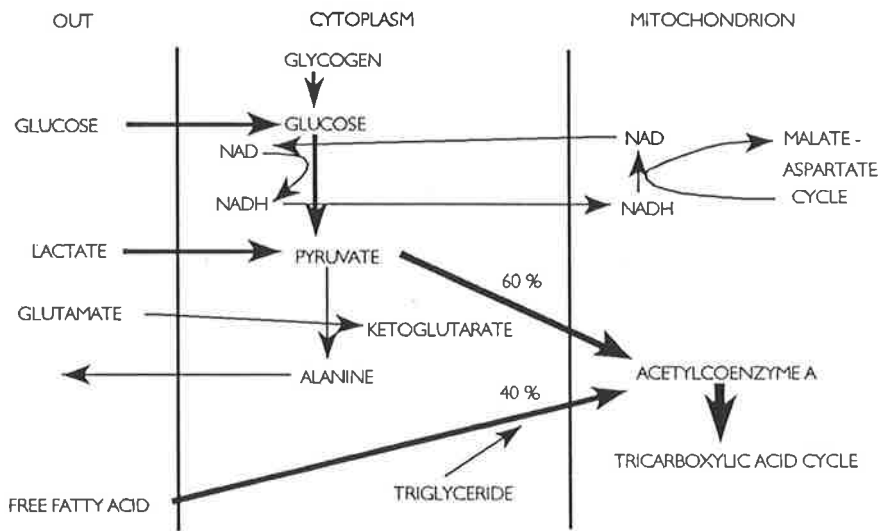 OUT CYTOPLASM MITOCHONDRION
GLYCOGEN
GLUCOSE GLUCOSE
NAD NAD MALATE -
ASPARTATE
NADH NADH CYCLE
LACTATE PYRUVATE
60 %
GLUTAMATE KETOGLUTARATE
ALANINE ACETYLCOENZYME A
40 %
TRICARBOXYLIC ACID CYCLE
TRIGLYCERIDE
FREE FATTY ACID